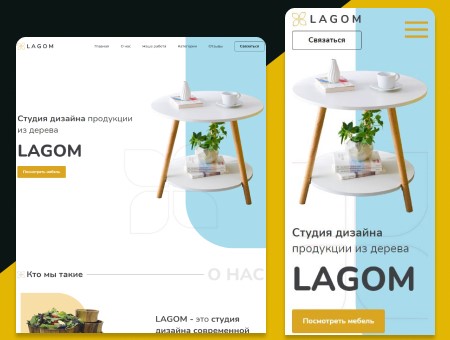 LAGOM
Главная О нас Наши работы Категории Отзывы Связаться
Студия дизайна продукции
из дерева
LAGOM
Посмотреть мебель
Кто мы такие
О НАС
LAGOM - это студия
дизайна современной
LAGOM
Связаться
Студия дизайна
продукции из дерева
LAGOM
Посмотреть мебель